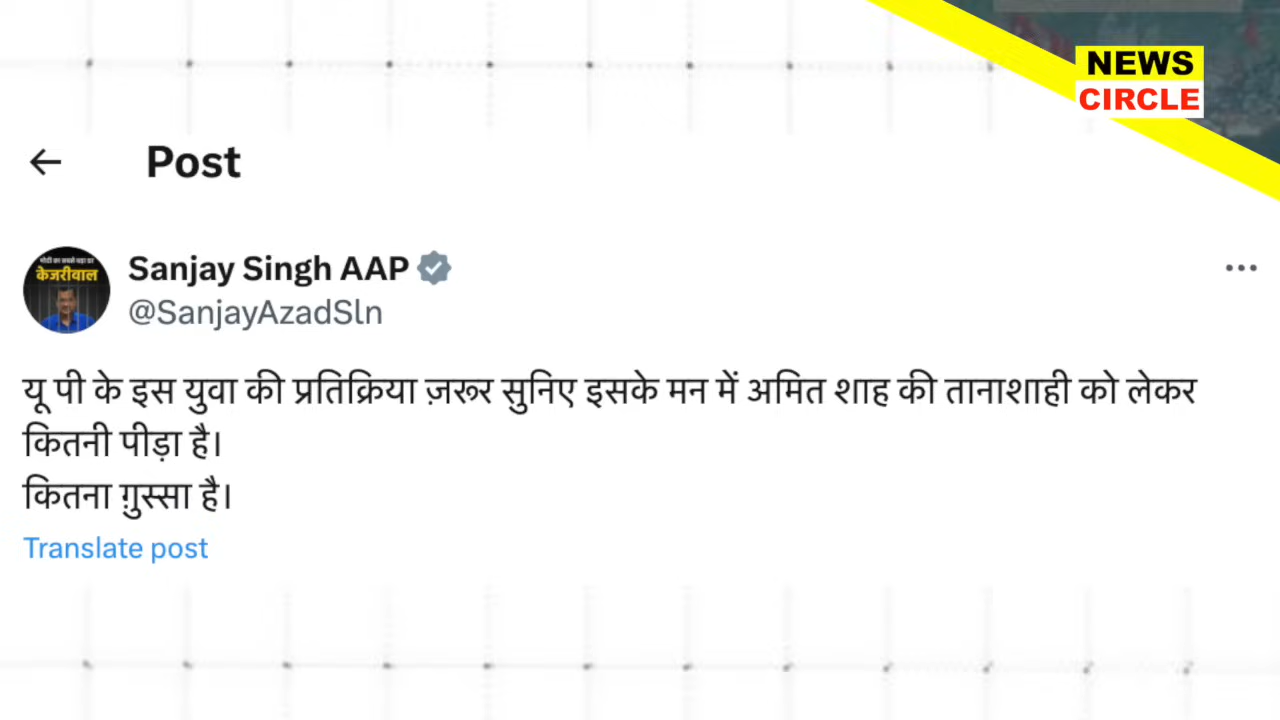 NEWS
CIRCLE
Post
Sanjay Singh AAP
@SanjayAzadSln
केजरीवाल
यू पी के इस युवा की प्रतिक्रिया ज़रूर सुनिए इसके मन में अमित शाह की तानाशाही को लेकर
कितनी पीड़ा है।
कितना ग़ुस्सा है।
Translate post